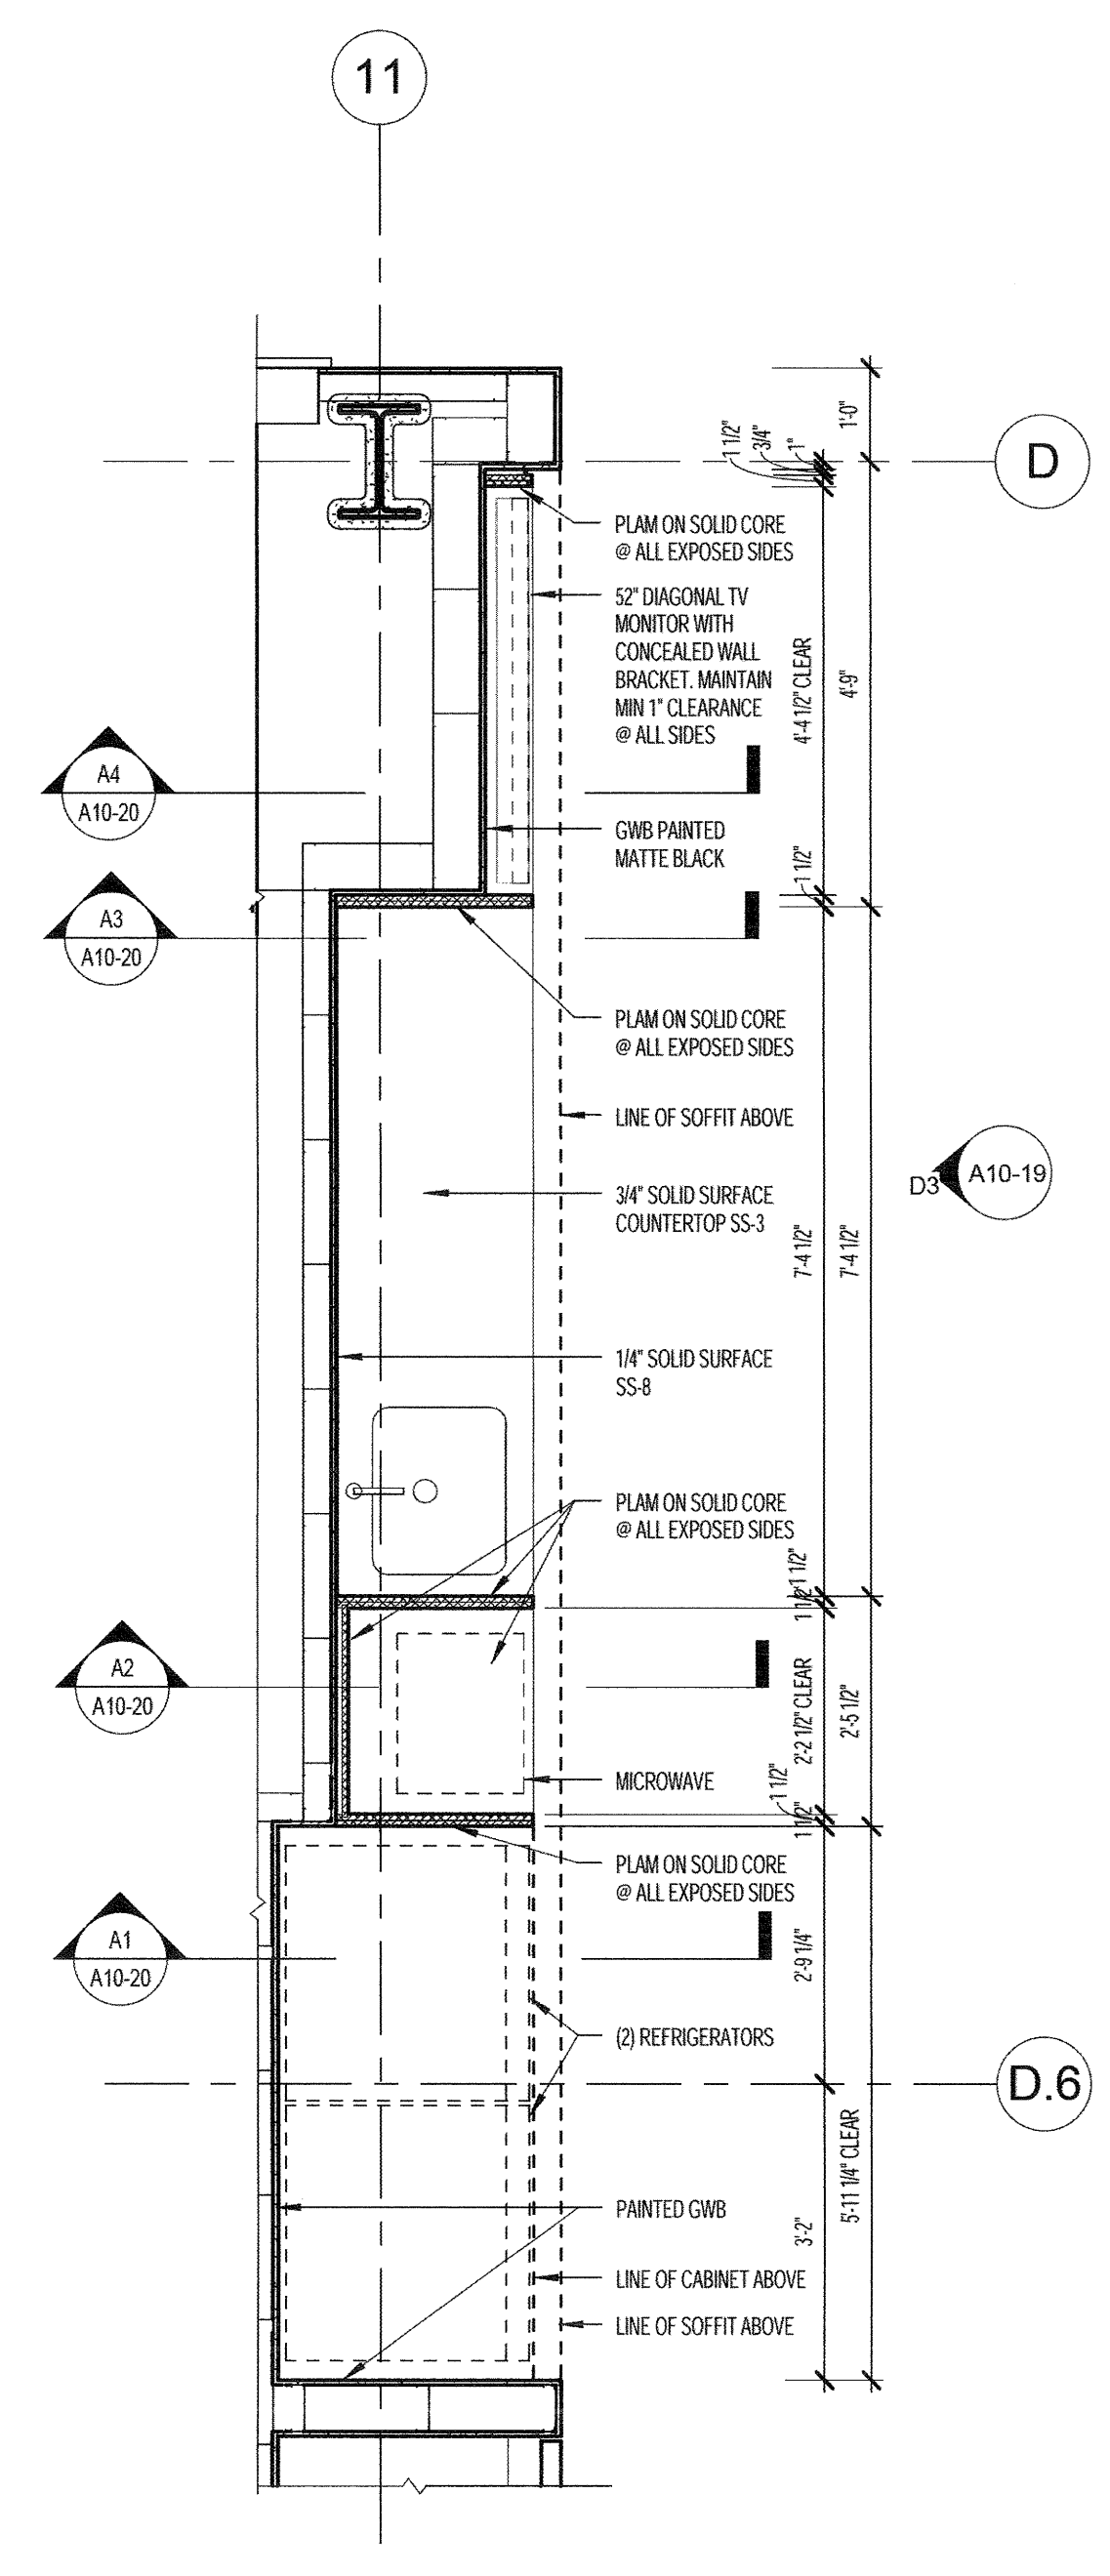 11
1'-0"
1 1/2"
3/4"
1"
D
PLAM ON SOLID CORE
@ ALL EXPOSED SIDES
52" DIAGONAL TV
MONITOR WITH
CONCEALED WALL
BRACKET. MAINTAIN
MIN 1" CLEARANCE
@ ALL SIDES
4'-4 1/2" CLEAR
4'-9"
A4
A10-20
GWB PAINTED
MATTE BLACK
1 1/2"
A3
A10-20
PLAM ON SOLID CORE
@ ALL EXPOSED SIDES
LINE OF SOFFIT ABOVE
D3
A10-19
3/4" SOLID SURFACE
COUNTERTOP SS-3
7'-4 1/2"
7'-4 1/2"
1/4" SOLID SURFACE
SS-8
PLAM ON SOLID CORE
@ ALL EXPOSED SIDES
1 1/2"
1 1/2"
A2
A10-20
2'-2 1/2" CLEAR
2'-5 1/2"
MICROWAVE
1 1/2"
1 1/2"
PLAM ON SOLID CORE
@ ALL EXPOSED SIDES
A1
A10-20
2'-9 1/4"
(2) REFRIGERATORS
D.6
5'-11 1/4" CLEAR
PAINTED GWB
3'-2"
LINE OF CABINET ABOVE
LINE OF SOFFIT ABOVE